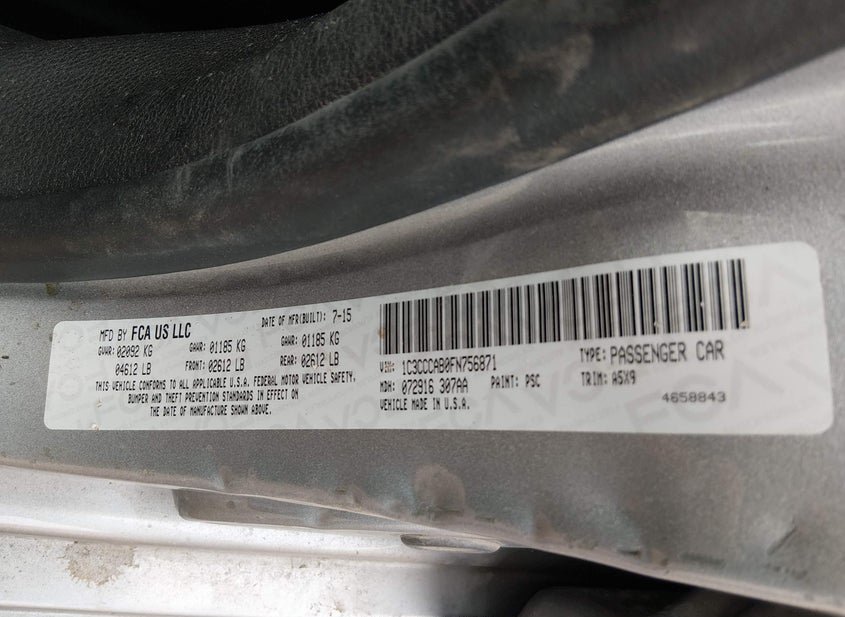 MFD BY FCA US LLC
DATE OF MFR(BUILT): 7-15
GVWR: 02092 KG
GAWR: 01185 KG
GAWR: 01185 KG
04612 LB
FRONT: 02612 LB
REAR: 02612 LB
THIS VEHICLE CONFORMS TO ALL APPLICABLE U.S.A. FEDERAL MOTOR VEHICLE SAFETY,
BUMPER AND THEFT PREVENTION STANDARDS IN EFFECT ON
THE DATE OF MANUFACTURE SHOWN ABOVE.
VIN: 1C3CCCAB0FN756871
TYPE: PASSENGER CAR
MDH: 072916 307AA
PAINT: PSC
TRIM: A5X9
VEHICLE MADE IN U.S.A.
4658843